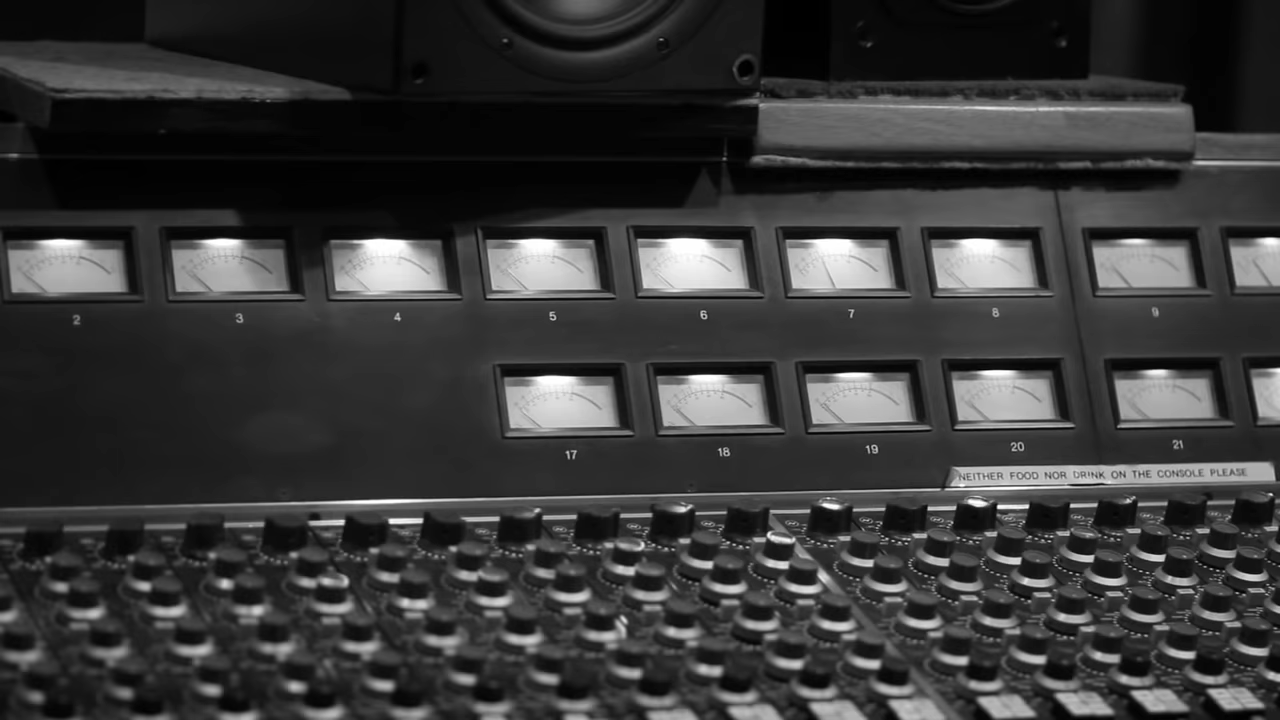 2 3 4 5 6 7 8 9
17 18 19 20 21
NEITHER FOOD NOR DRINK ON THE CONSOLE PLEASE